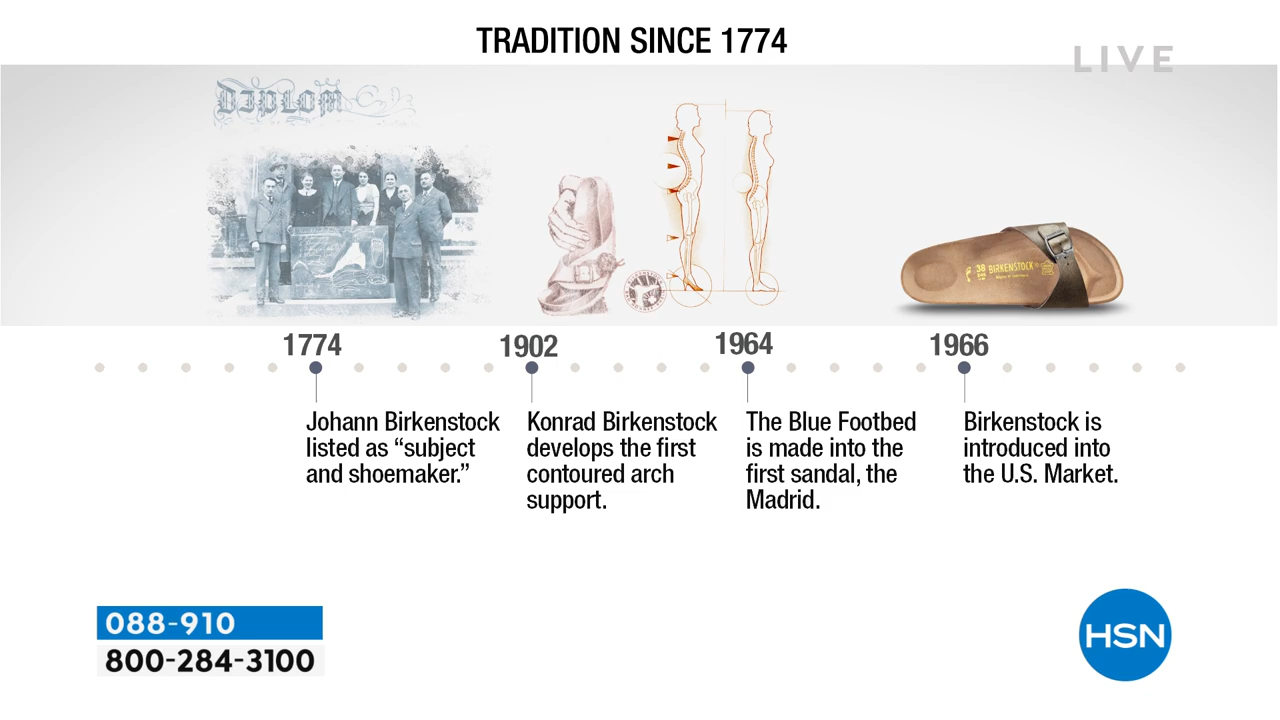 TRADITION SINCE 1774
LIVE
Diplom
38
BIRKENSTOCK
1774
1902
1964
1966
Johann Birkenstock
listed as “subject
and shoemaker.”
Konrad Birkenstock
develops the first
contoured arch
support.
The Blue Footbed
is made into the
first sandal, the
Madrid.
Birkenstock is
introduced into
the U.S. Market.
088-910
800-284-3100
HSN